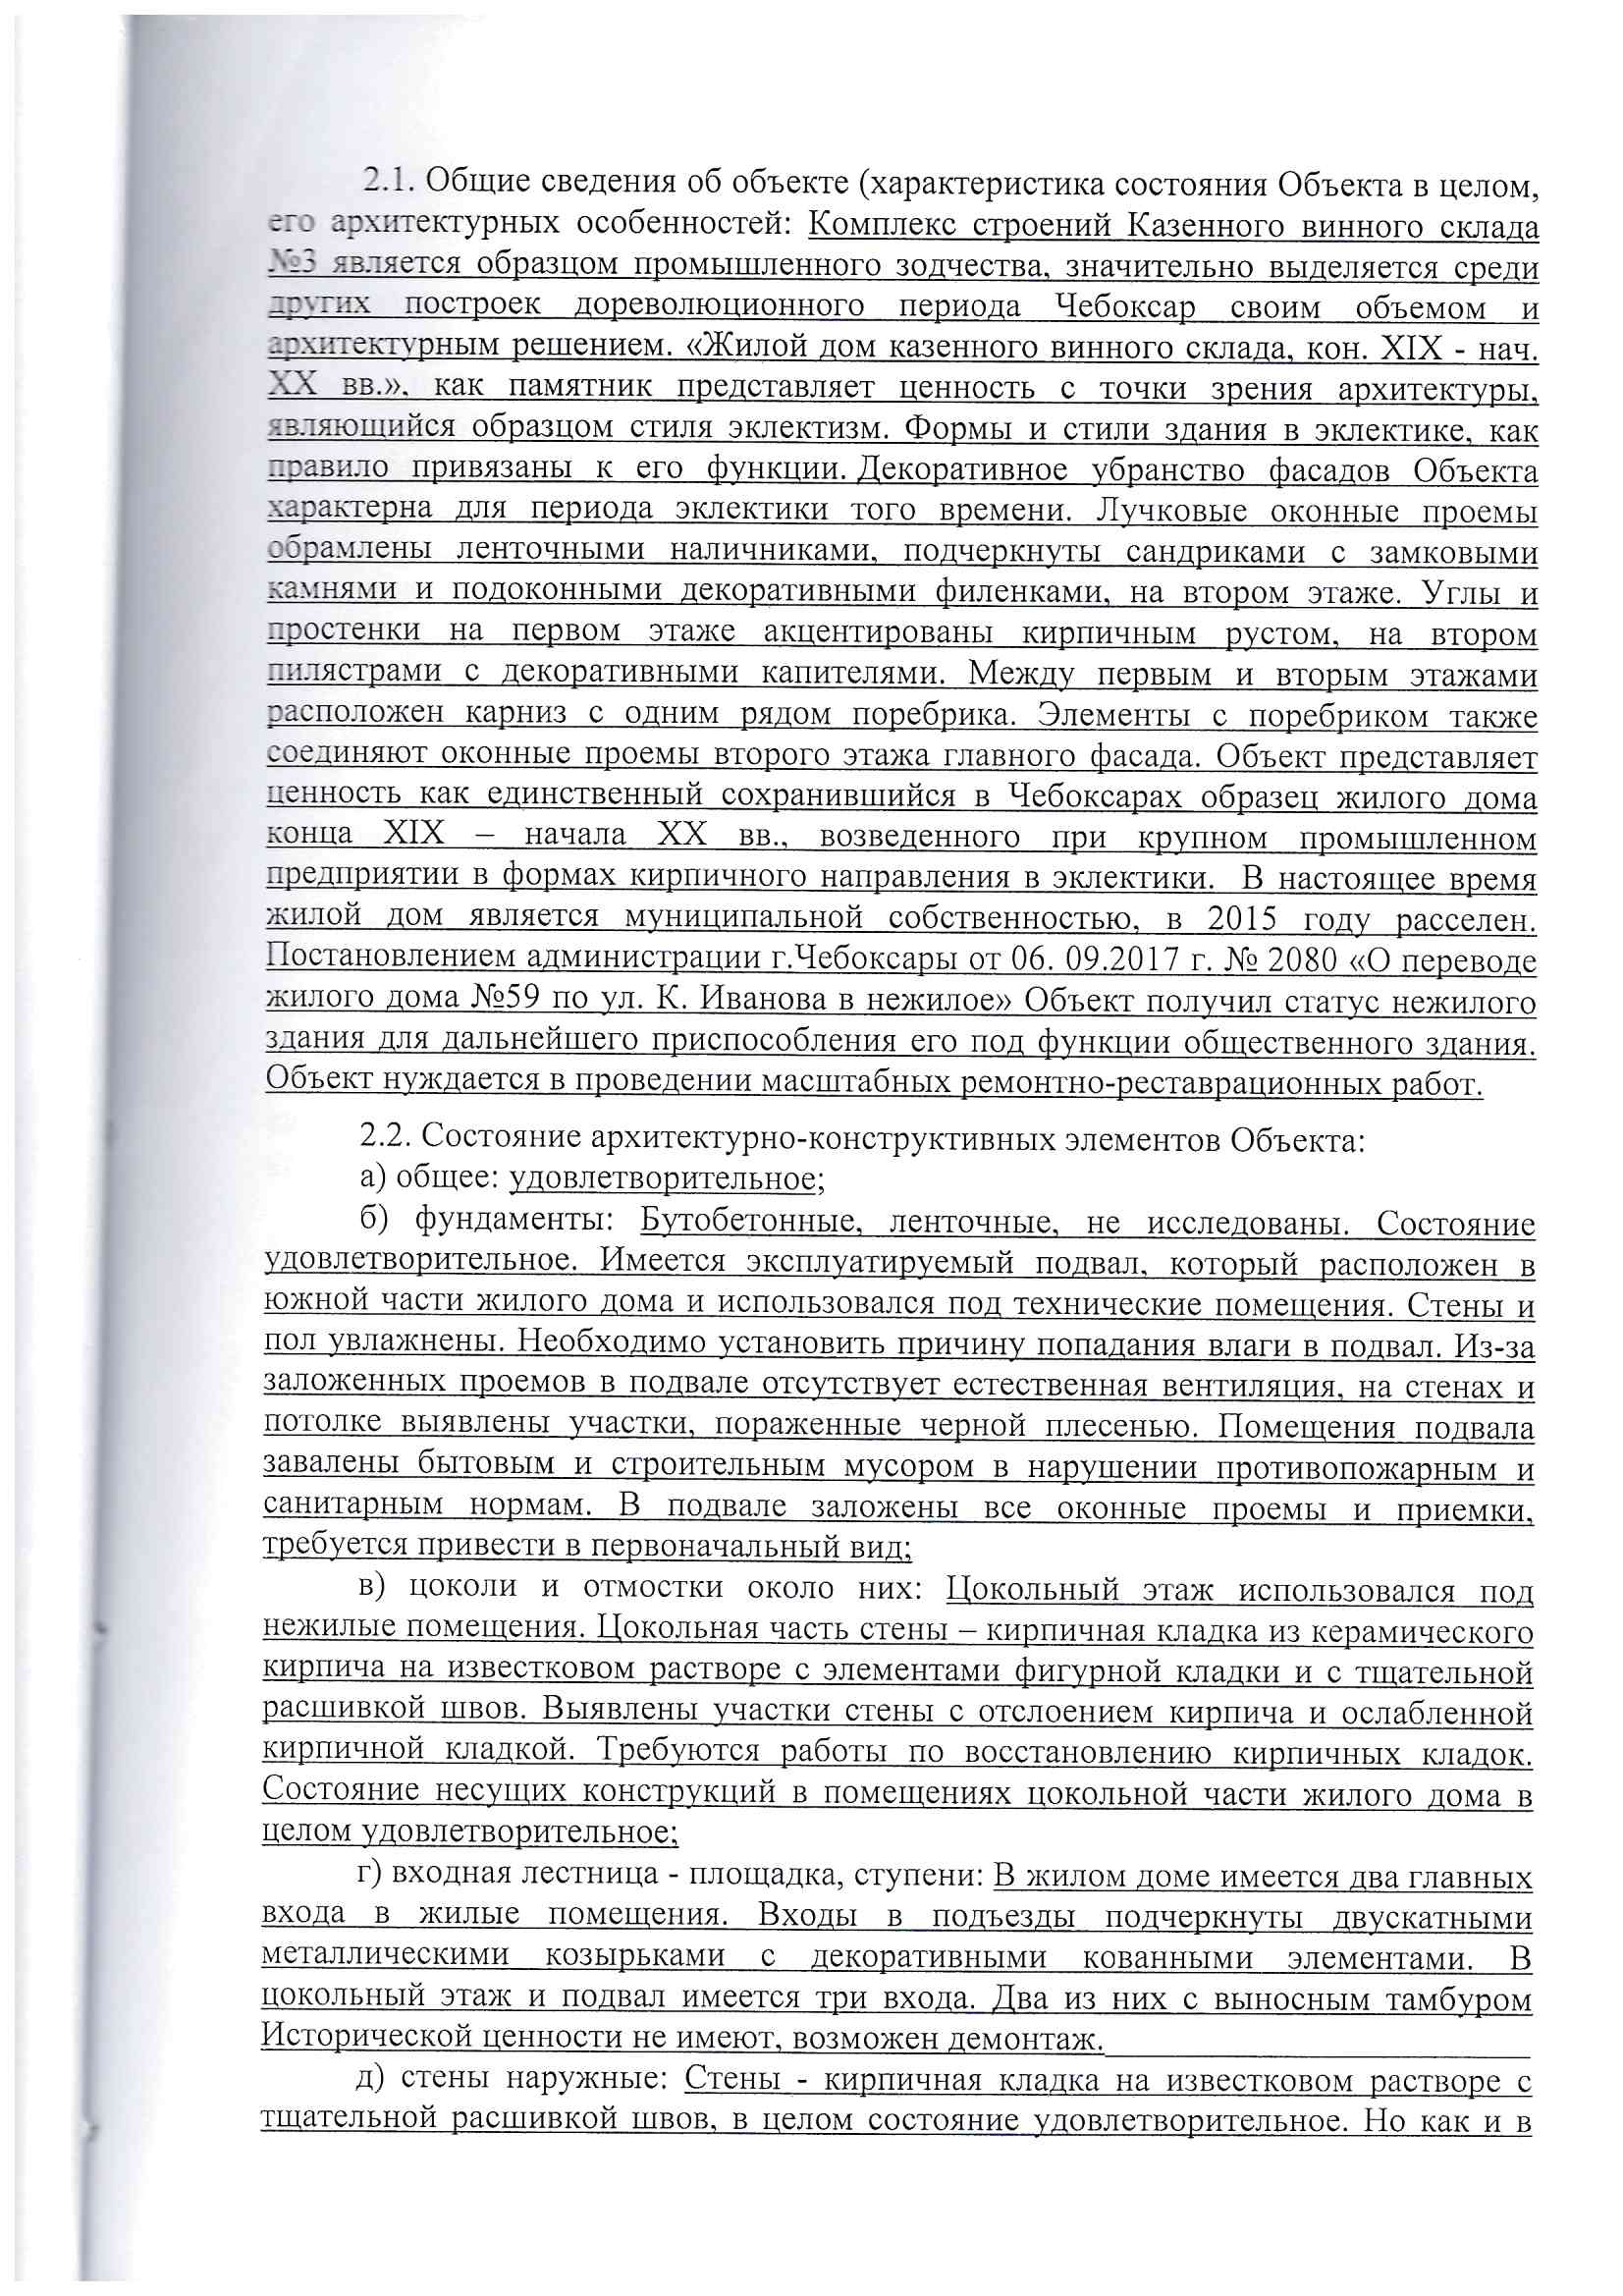 2.1. Общие сведения об объекте (характеристика состояния Объекта в целом,
его архитектурных особенностей: Комплекс строений Казенного винного склада
№3 является образцом промышленного зодчества, значительно выделяется среди
других построек дореволюционного периода Чебоксар своим объемом и
архитектурным решением. «Жилой дом казенного винного склада, кон. XIX - нач.
XX вв.», как памятник представляет ценность с точки зрения архитектуры,
являющийся образцом стиля эклектизм. Формы и стили здания в эклектике, как
правило привязаны к его функции. Декоративное убранство фасадов Объекта
характерна для периода эклектики того времени. Лучковые оконные проемы
обрамлены ленточными наличниками, подчеркнуты сандриками с замковыми
камнями и подоконными декоративными филенками, на втором этаже. Углы и
простенки на первом этаже акцентированы кирпичным рустом, на втором
пилястрами с декоративными капителями. Между первым и вторым этажами
расположен карниз с одним рядом поребрика. Элементы с поребриком также
соединяют оконные проемы второго этажа главного фасада. Объект представляет
ценность как единственный сохранившийся в Чебоксарах образец жилого дома
конца XIX – начала XX вв., возведенного при крупном промышленном
предприятии в формах кирпичного направления в эклектики. В настоящее время
жилой дом является муниципальной собственностью, в 2015 году расселен.
Постановлением администрации г.Чебоксары от 06. 09.2017 г. № 2080 «О переводе
жилого дома №59 по ул. К. Иванова в нежилое» Объект получил статус нежилого
здания для дальнейшего приспособления его под функции общественного здания.
Объект нуждается в проведении масштабных ремонтно-реставрационных работ.
2.2. Состояние архитектурно-конструктивных элементов Объекта:
а) общее: удовлетворительное;
б) фундаменты: Бутобетонные, ленточные, не исследованы. Состояние
удовлетворительное. Имеется эксплуатируемый подвал, который расположен в
южной части жилого дома и использовался под технические помещения. Стены и
пол увлажнены. Необходимо установить причину попадания влаги в подвал. Из-за
заложенных проемов в подвале отсутствует естественная вентиляция, на стенах и
потолке выявлены участки, пораженные черной плесенью. Помещения подвала
завалены бытовым и строительным мусором в нарушении противопожарным и
санитарным нормам. В подвале заложены все оконные проемы и приемки,
требуется привести в первоначальный вид;
в) цоколи и отмостки около них: Цокольный этаж использовался под
нежилые помещения. Цокольная часть стены – кирпичная кладка из керамического
кирпича на известковом растворе с элементами фигурной кладки и с тщательной
расшивкой швов. Выявлены участки стены с отслоением кирпича и ослабленной
кирпичной кладкой. Требуются работы по восстановлению кирпичных кладок.
Состояние несущих конструкций в помещениях цокольной части жилого дома в
целом удовлетворительное;
г) входная лестница - площадка, ступени: В жилом доме имеется два главных
входа в жилые помещения. Входы в подъезды подчеркнуты двускатными
металлическими козырьками с декоративными кованными элементами. В
цокольный этаж и подвал имеется три входа. Два из них с выносным тамбуром
Исторической ценности не имеют, возможен демонтаж.
д) стены наружные: Стены - кирпичная кладка на известковом растворе с
тщательной расшивкой швов, в целом состояние удовлетворительное. Но как и в